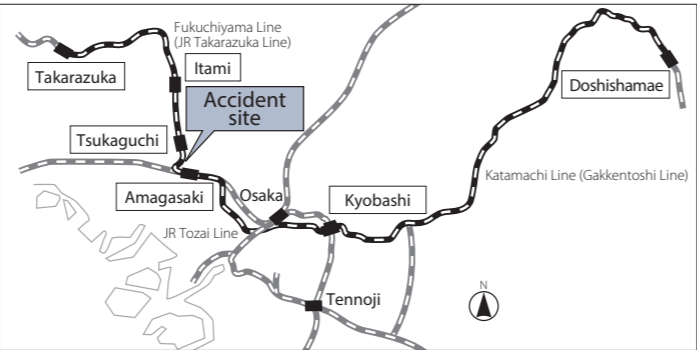 Fukuchiyama Line
(JR Takarazuka Line)
Takarazuka
Itami
Doshishamae
Accident
site
Tsukaguchi
Katamachi Line (Gakkentoshi Line)
Amagasaki
Osaka
Kyobashi
JR Tozai Line
Tennoji
N